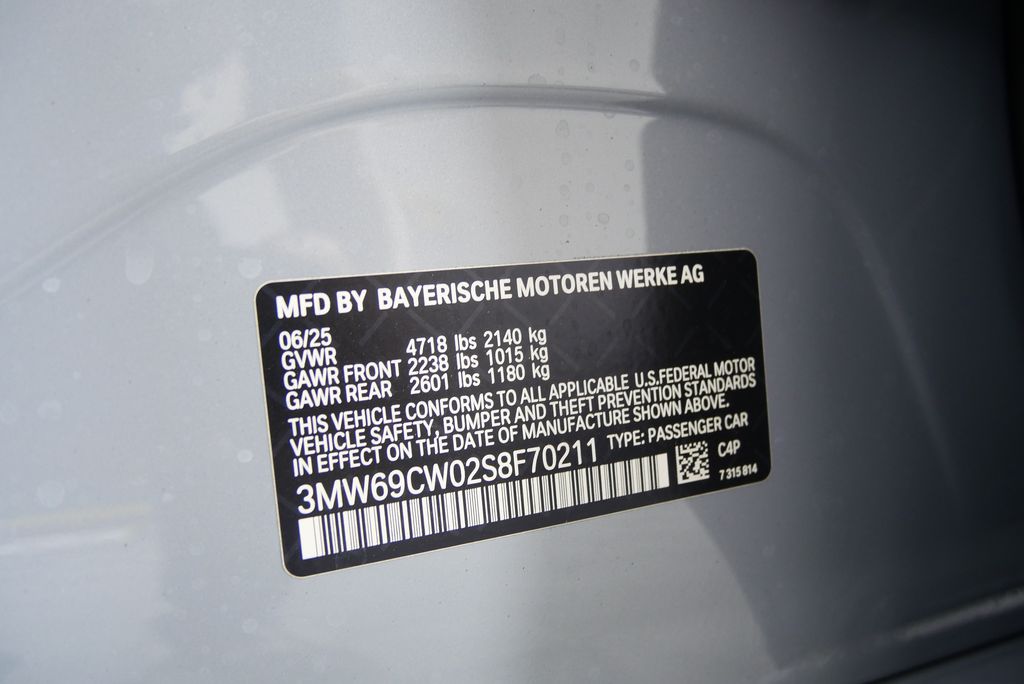 MFD BY BAYERISCHE MOTOREN WERKE AG
06/25
GVWR 4718 lbs 2140 kg
GAWR FRONT 2238 lbs 1015 kg
GAWR REAR 2601 lbs 1180 kg
THIS VEHICLE CONFORMS TO ALL APPLICABLE U.S.FEDERAL MOTOR
VEHICLE SAFETY, BUMPER AND THEFT PREVENTION STANDARDS
IN EFFECT ON THE DATE OF MANUFACTURE SHOWN ABOVE.
3MW69CW02S8F70211 TYPE: PASSENGER CAR
C4P
7 315 814